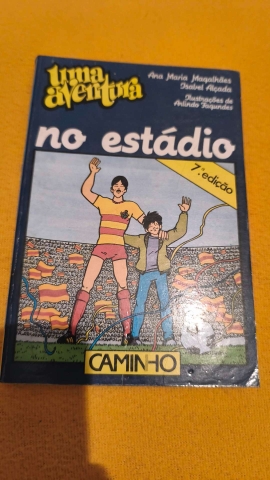 uma
aventura
Ana Maria Magalhães
Isabel Alçada
Ilustrações de
Arlindo Fagundes
no estádio
7.ª edição
CAMINHO